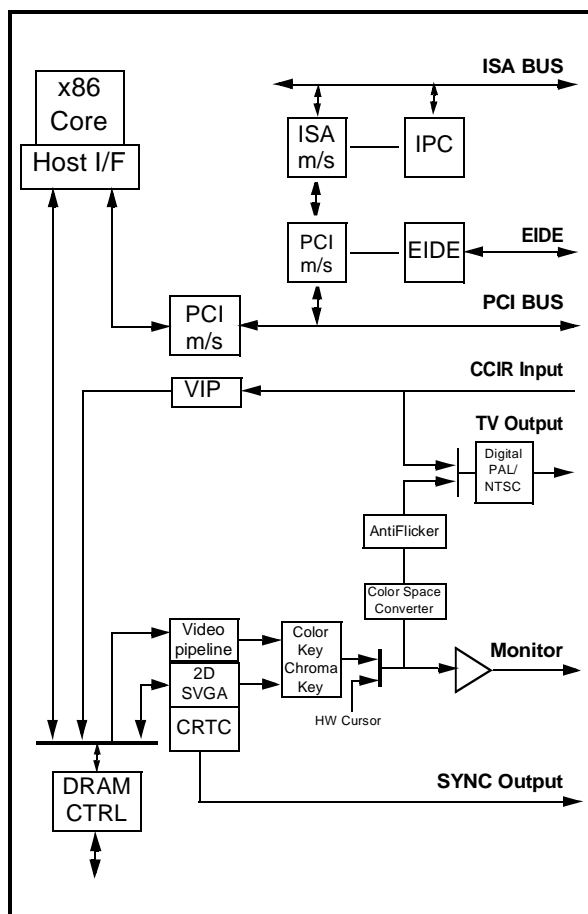 ISA BUS
x86
Core
Host I/F
ISA
m/s
IPC
PCI
m/s
EIDE
EIDE
PCI BUS
PCI
m/s
CCIR Input
VIP
TV Output
Digital
PAL/
NTSC
AntiFlicker
Color Space
Converter
Video
pipeline
Color
Key
Chroma
Key
Monitor
2D
SVGA
HW Cursor
CRTC
SYNC Output
DRAM
CTRL